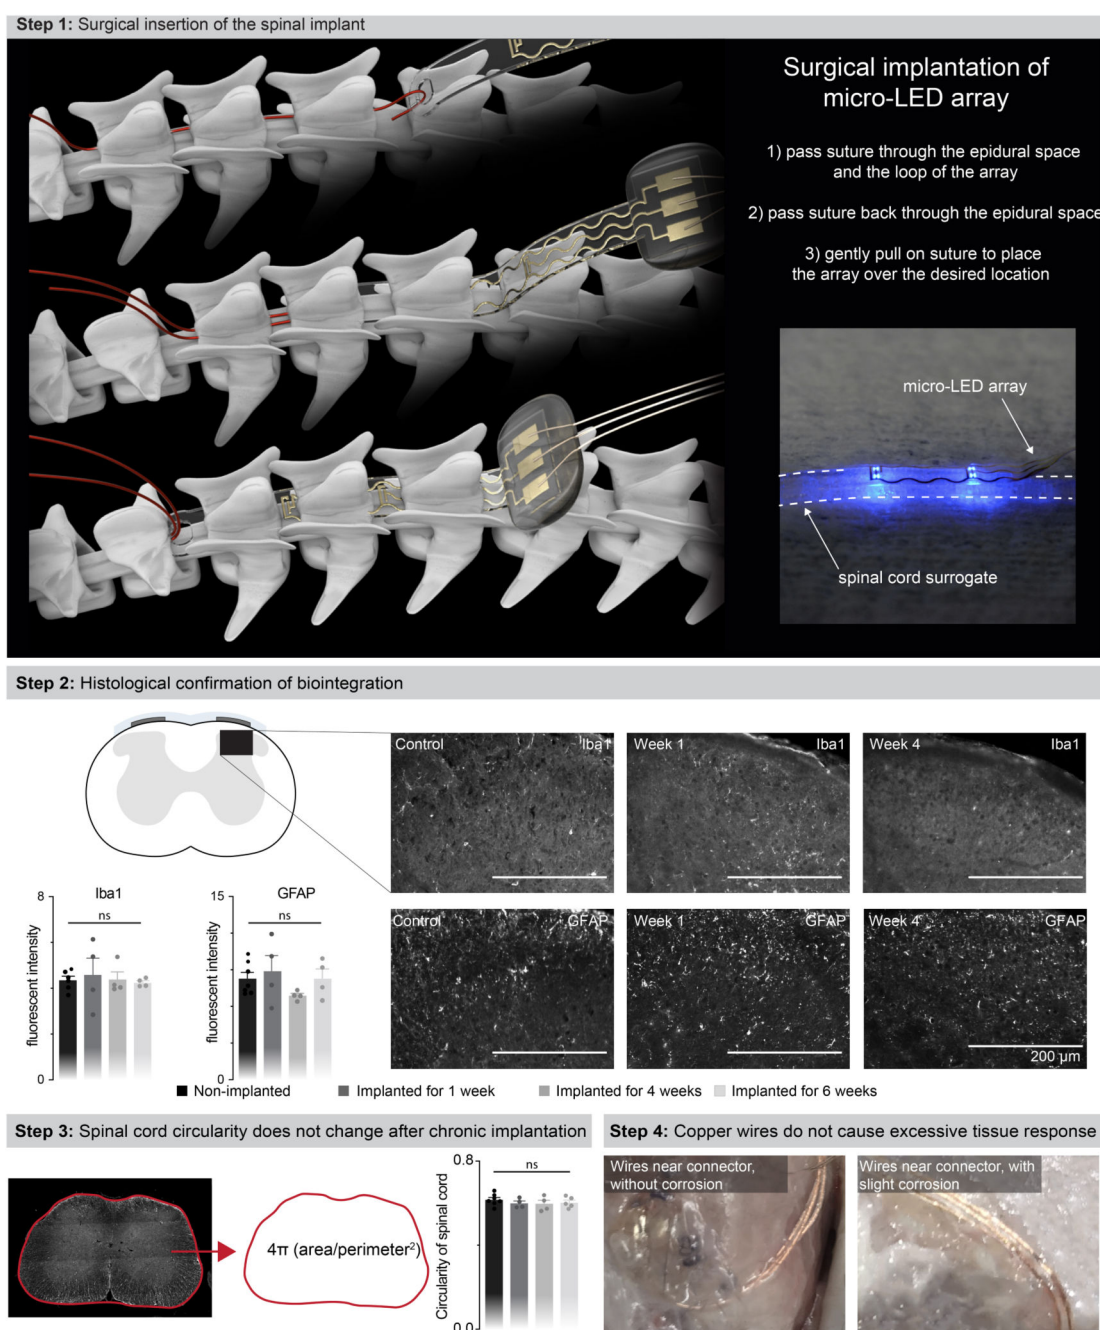 Step 1: Surgical insertion of the spinal implant
Surgical implantation of
micro-LED array
1) pass suture through the epidural space
and the loop of the array
2) pass suture back through the epidural space
3) gently pull on suture to place
the array over the desired location
micro-LED array
spinal cord surrogate
Step 2: Histological confirmation of biointegration
Control Iba1
Week 1 Iba1
Week 4 Iba1
Control GFAP
Week 1 GFAP
Week 4 GFAP
200 µm
Iba1
8
ns
fluorescent intensity
0
GFAP
15
ns
fluorescent intensity
0
Non-implanted
Implanted for 1 week
Implanted for 4 weeks
Implanted for 6 weeks
Step 3: Spinal cord circularity does not change after chronic implantation
4π (area/perimeter²)
0.8
ns
Circularity of spinal cord
0.0
Step 4: Copper wires do not cause excessive tissue response
Wires near connector,
without corrosion
Wires near connector, with
slight corrosion